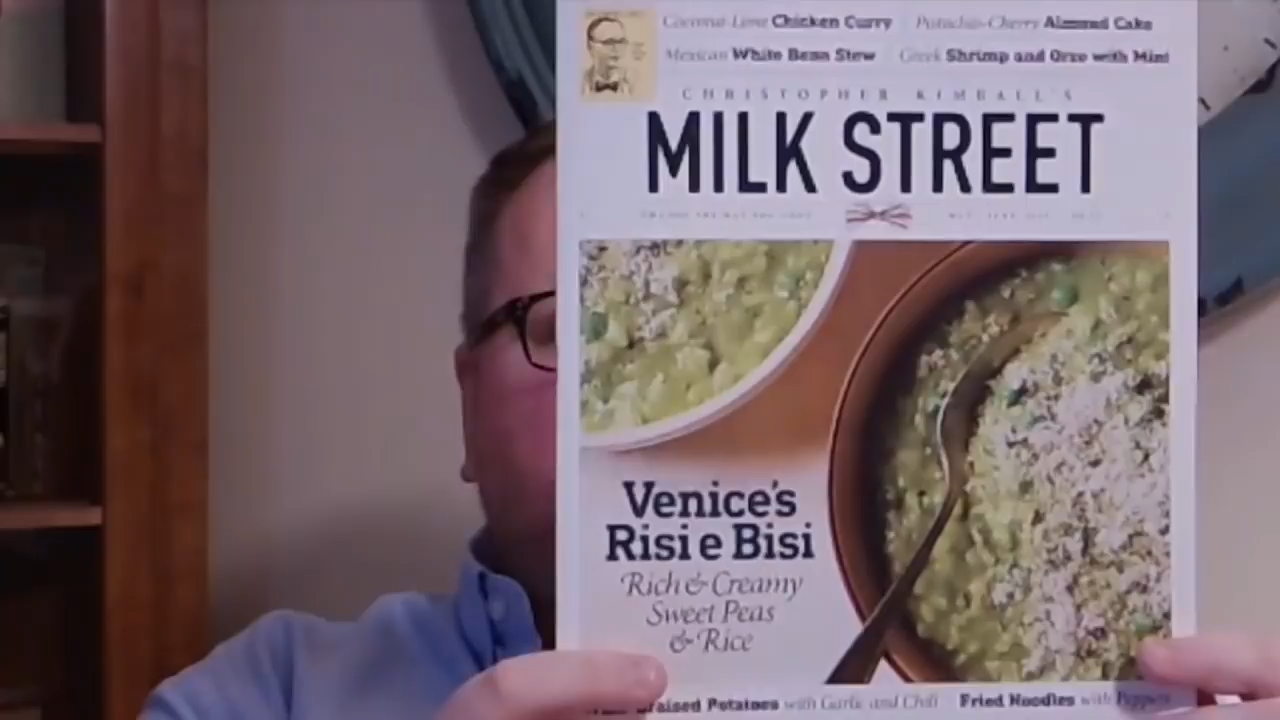 Coconut-Lime Chicken Curry Pistachio-Cherry Almond Cake
Mexican White Bean Stew Greek Shrimp and Orzo with Mint
CHRISTOPHER KIMBALL'S
MILK STREET
Venice's
Risi e Bisi
Rich & Creamy
Sweet Peas
& Rice
Braised Potatoes with Garlic and Chili Fried Noodles with Peppers